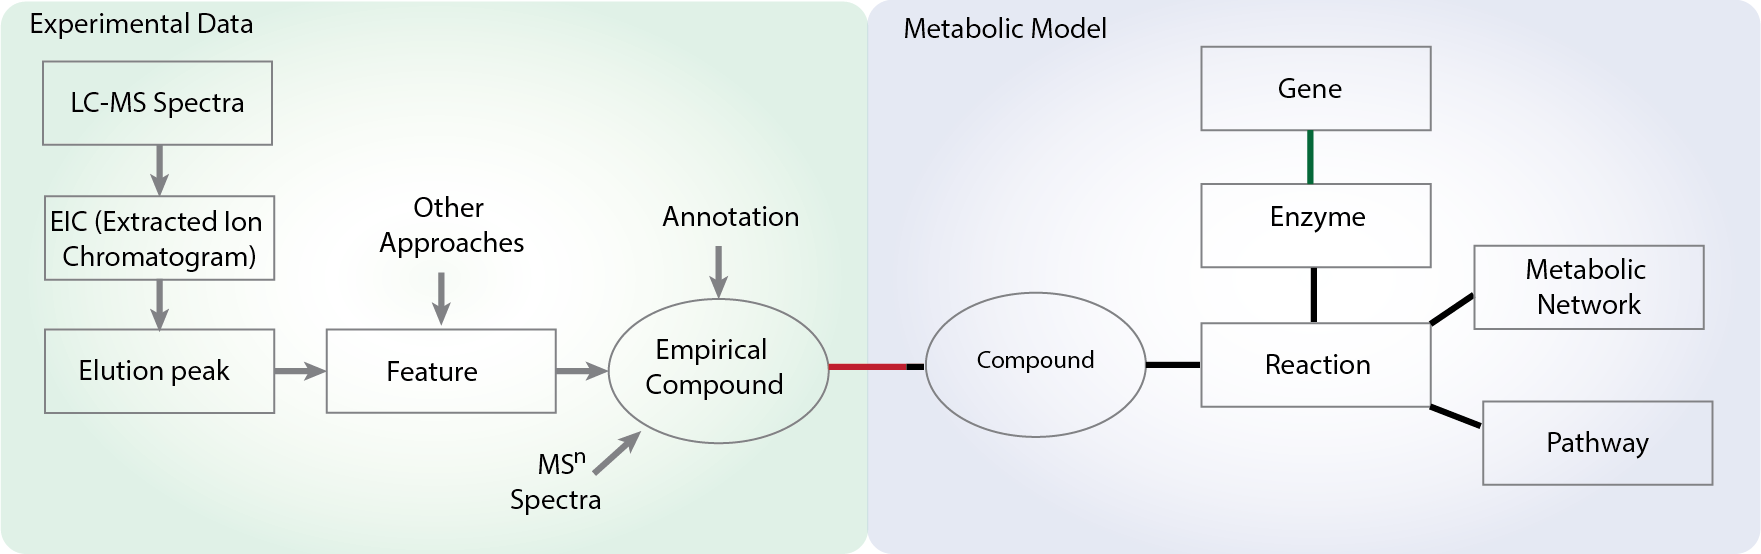 Experimental Data
LC-MS Spectra
EIC (Extracted Ion
Chromatogram)
Elution peak
Other
Approaches
Feature
Annotation
Empirical
Compound
MSⁿ
Spectra
Metabolic Model
Gene
Enzyme
Compound
Reaction
Metabolic
Network
Pathway